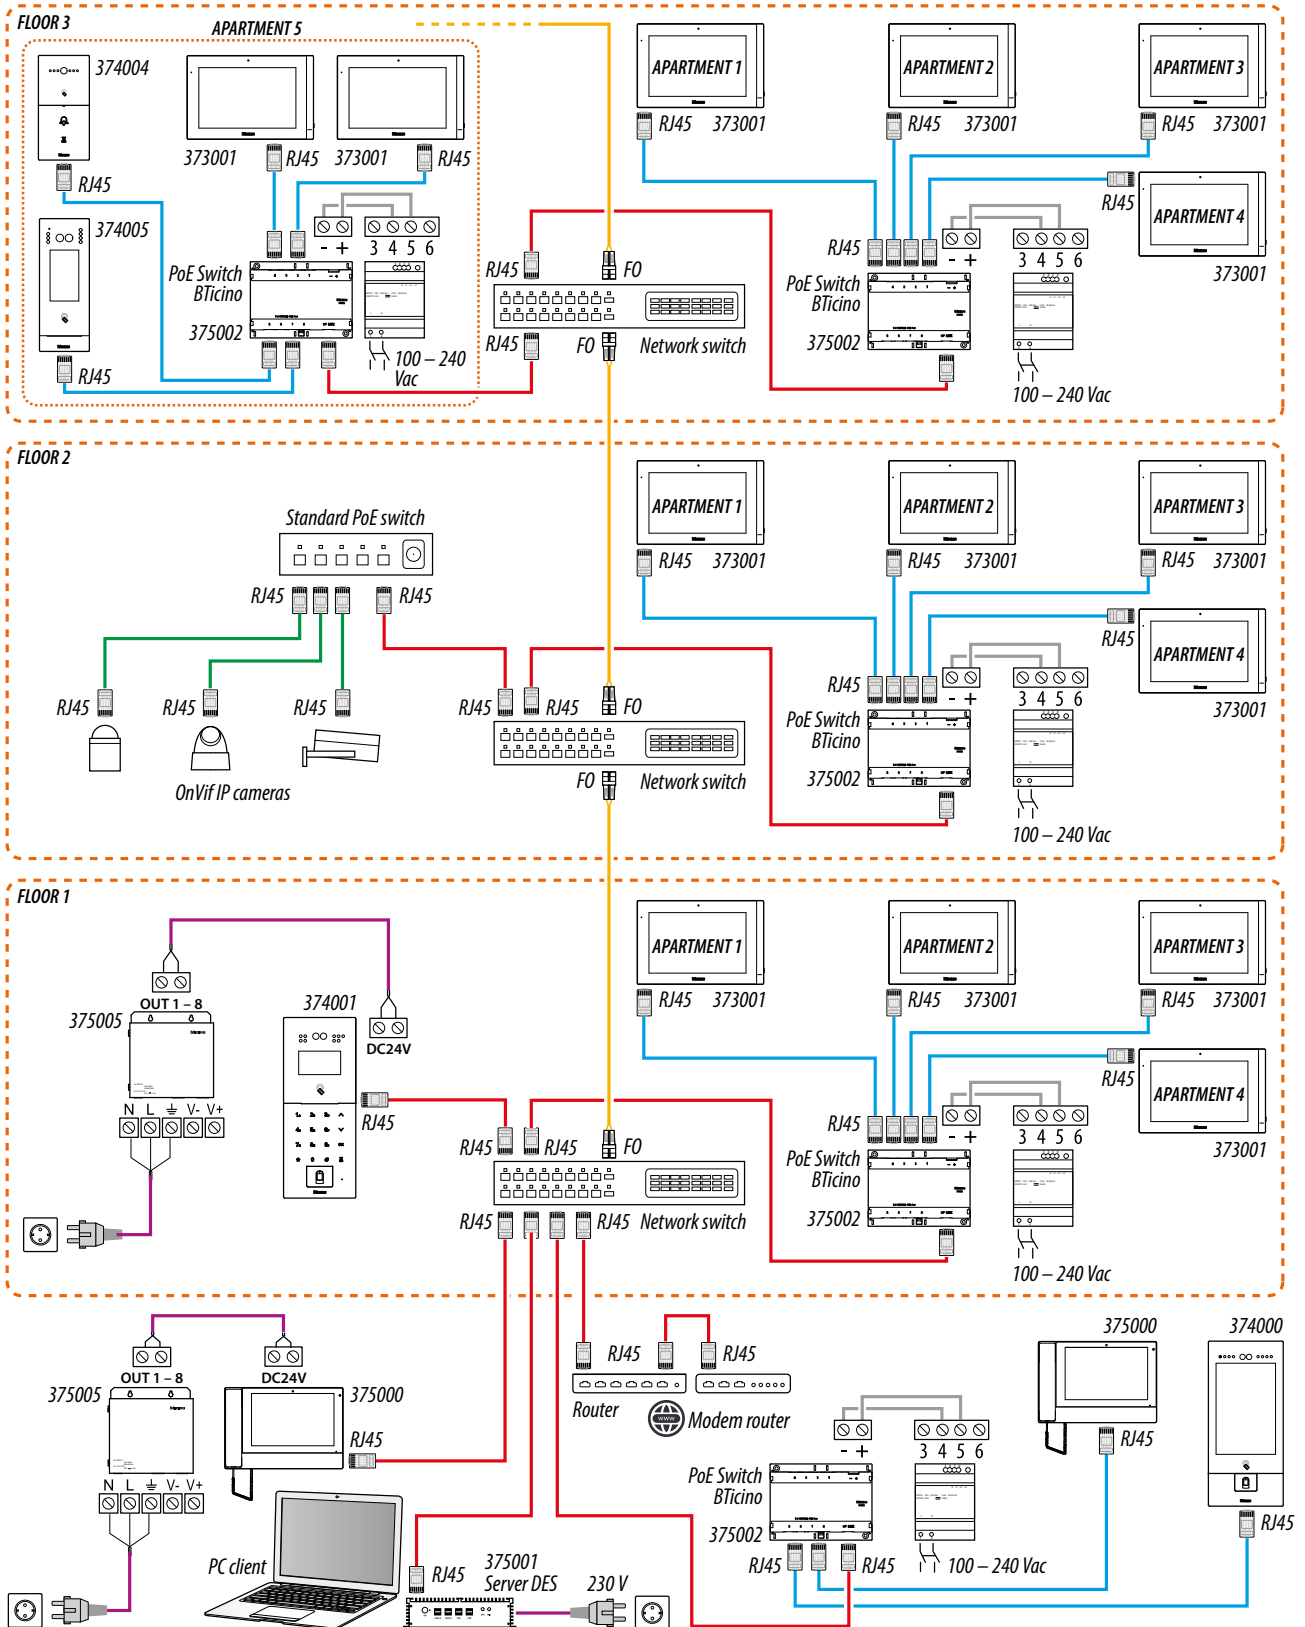 FLOOR 3
APARTMENT 5
374004
373001
RJ45
373001
RJ45
RJ45
374005
- + 3 4 5 6
PoE Switch
BTicino
375002
100 – 240
Vac
RJ45
RJ45
FO
RJ45
FO
Network switch
APARTMENT 1
RJ45 373001
APARTMENT 2
RJ45 373001
APARTMENT 3
RJ45 373001
APARTMENT 4
RJ45
373001
RJ45
- + 3 4 5 6
PoE Switch
BTicino
375002
100 – 240 Vac
FLOOR 2
Standard PoE switch
RJ45
RJ45
RJ45
RJ45
RJ45
OnVif IP cameras
RJ45
RJ45
FO
FO
Network switch
APARTMENT 1
RJ45 373001
APARTMENT 2
RJ45 373001
APARTMENT 3
RJ45 373001
APARTMENT 4
RJ45
373001
RJ45
- + 3 4 5 6
PoE Switch
BTicino
375002
100 – 240 Vac
FLOOR 1
OUT 1 – 8
375005
N L V- V+
374001
DC24V
RJ45
RJ45
RJ45
FO
RJ45
RJ45
Network switch
APARTMENT 1
RJ45 373001
APARTMENT 2
RJ45 373001
APARTMENT 3
RJ45 373001
APARTMENT 4
RJ45
373001
RJ45
- + 3 4 5 6
PoE Switch
BTicino
375002
100 – 240 Vac
OUT 1 – 8
375005
N L V- V+
DC24V
375000
RJ45
PC client
RJ45
375001
Server DES
230 V
RJ45
Router
RJ45
WWW
Modem router
- + 3 4 5 6
PoE Switch
BTicino
375002
RJ45
RJ45
100 – 240 Vac
375000
RJ45
374000
RJ45